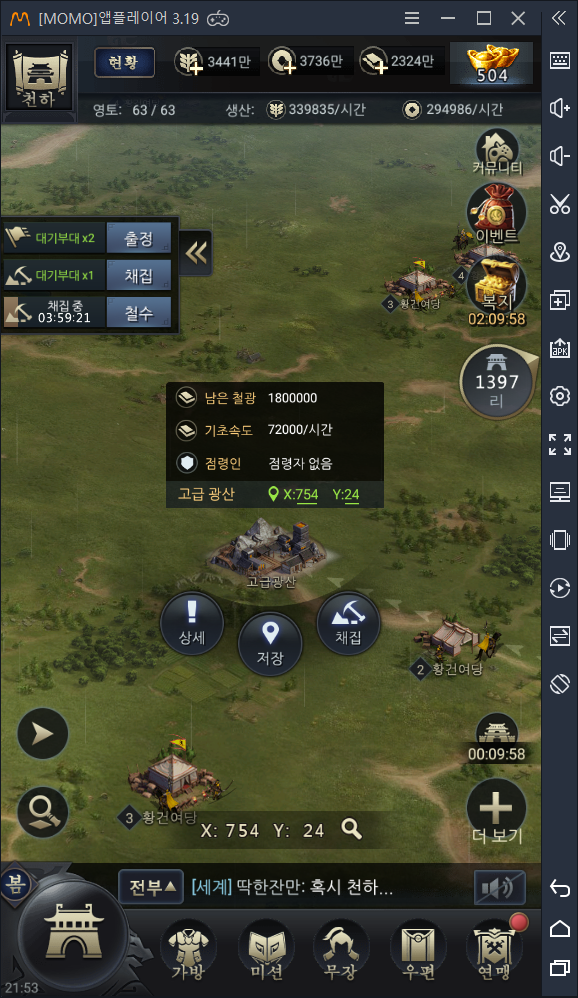 [MOMO]앱플레이어 3.19
천하
현황
3441만
3736만
2324만
504
영토: 63 / 63
생산:
339835/시간
294986/시간
커뮤니티
대기부대 x2
출정
이벤트
대기부대 x1
채집
4
채집 중
03:59:21
철수
3 황건여당
복지
02:09:58
1397
리
남은 철광 1800000
기초속도 72000/시간
점령인 점령자 없음
고급 광산 X:754 Y:24
고급광산
상세
저장
채집
2 황건여당
00:09:58
3 황건여당
X: 754 Y: 24
더 보기
봄
전부
[세계] 딱한잔만: 혹시 천하...
가방
미션
무장
우편
연맹
21:53
APK